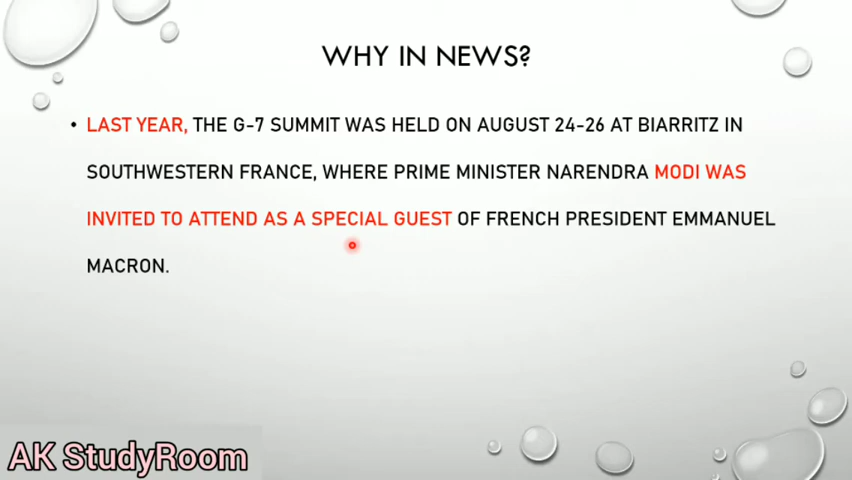 WHY IN NEWS?
• LAST YEAR, THE G-7 SUMMIT WAS HELD ON AUGUST 24-26 AT BIARRITZ IN
SOUTHWESTERN FRANCE, WHERE PRIME MINISTER NARENDRA MODI WAS
INVITED TO ATTEND AS A SPECIAL GUEST OF FRENCH PRESIDENT EMMANUEL
MACRON.
AK StudyRoom